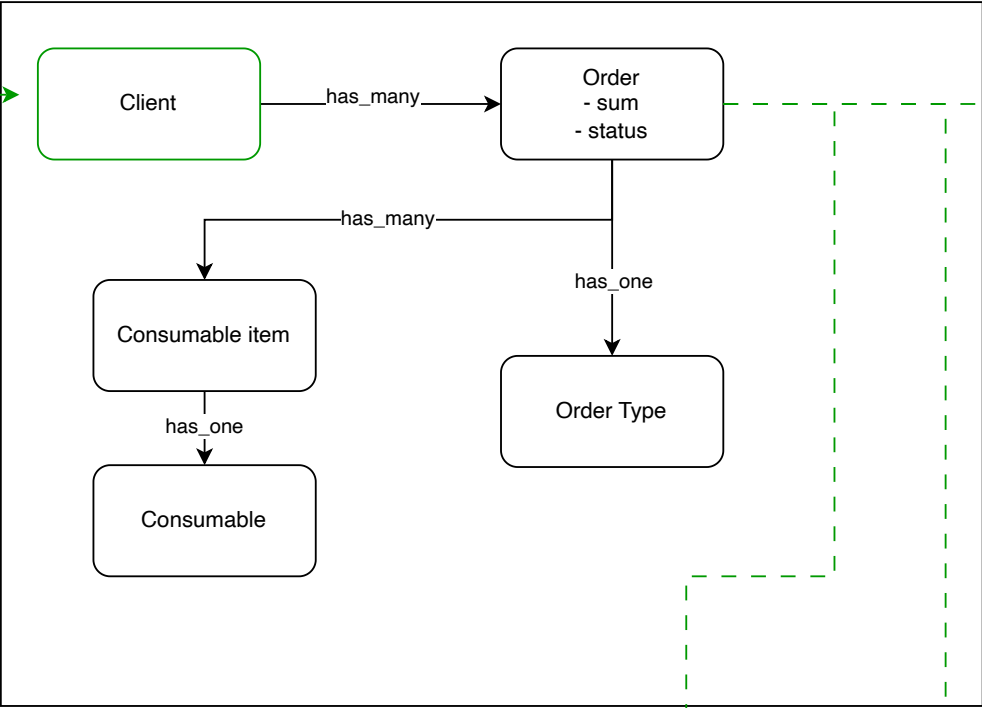 Client
has_many
Order
- sum
- status
has_many
has_one
Consumable item
Order Type
has_one
Consumable